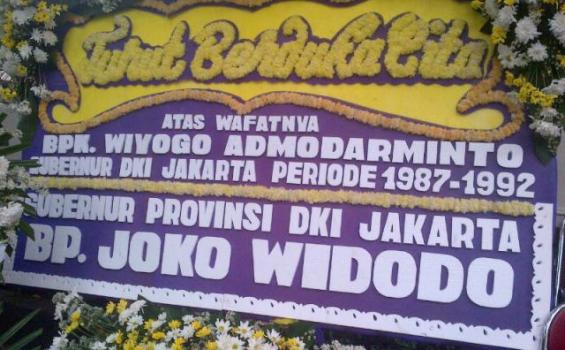 Turut Berduka Cita
ATAS WAFATNYA
BPK. WIYOGO ADMODARMINTO
GUBERNUR DKI JAKARTA PERIODE 1987-1992
GUBERNUR PROVINSI DKI JAKARTA
BP. JOKO WIDODO